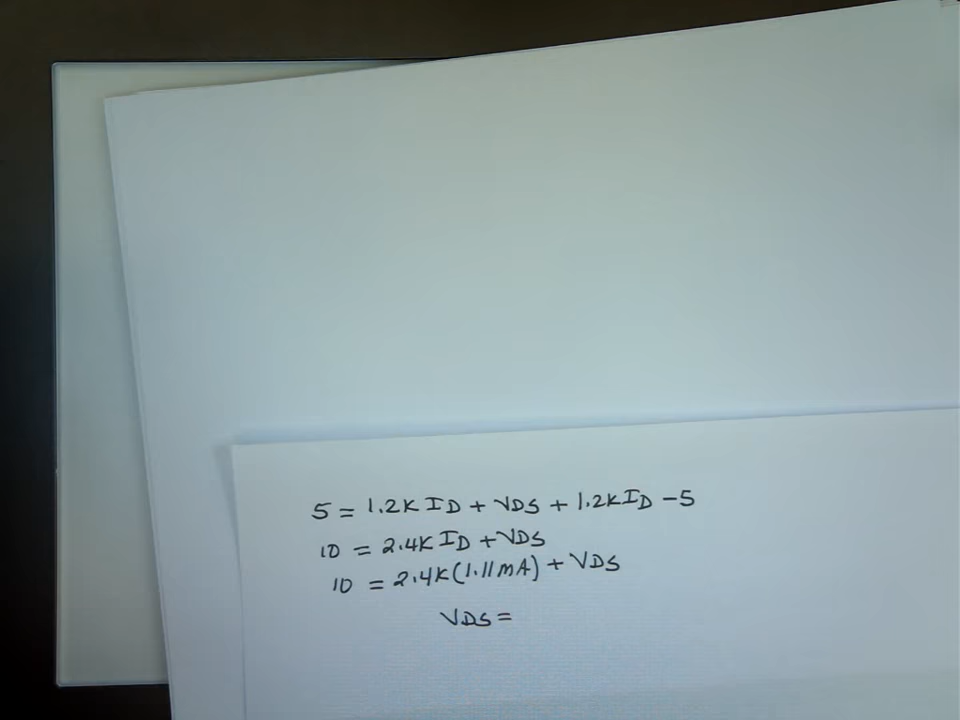 5 = 1.2K ID + VDS + 1.2K ID - 5
10 = 2.4K ID + VDS
10 = 2.4K(1.11mA) + VDS
VDS =